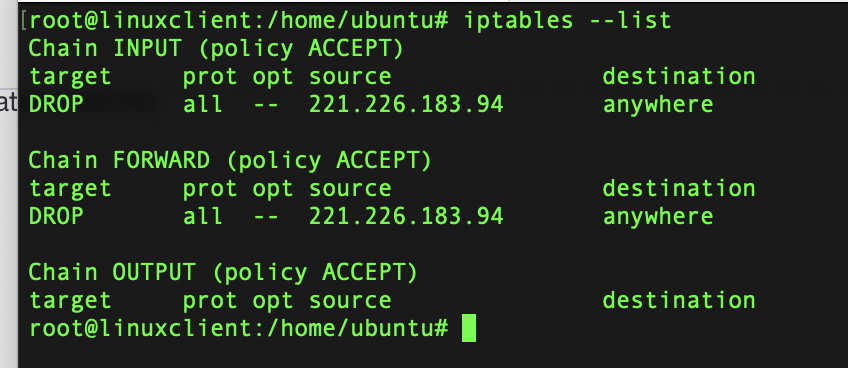 [root@linuxclient:/home/ubuntu# iptables --list
Chain INPUT (policy ACCEPT)
target     prot opt source               destination
at
DROP       all  --  221.226.183.94       anywhere

Chain FORWARD (policy ACCEPT)
target     prot opt source               destination
DROP       all  --  221.226.183.94       anywhere

Chain OUTPUT (policy ACCEPT)
target     prot opt source               destination
root@linuxclient:/home/ubuntu#